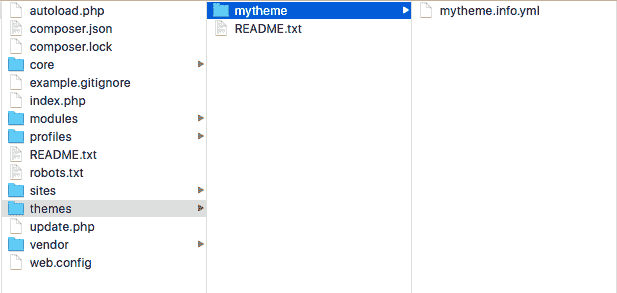 autoload.php
composer.json
composer.lock
core
example.gitignore
index.php
modules
profiles
README.txt
robots.txt
sites
themes
update.php
vendor
web.config
mytheme
README.txt
mytheme.info.yml